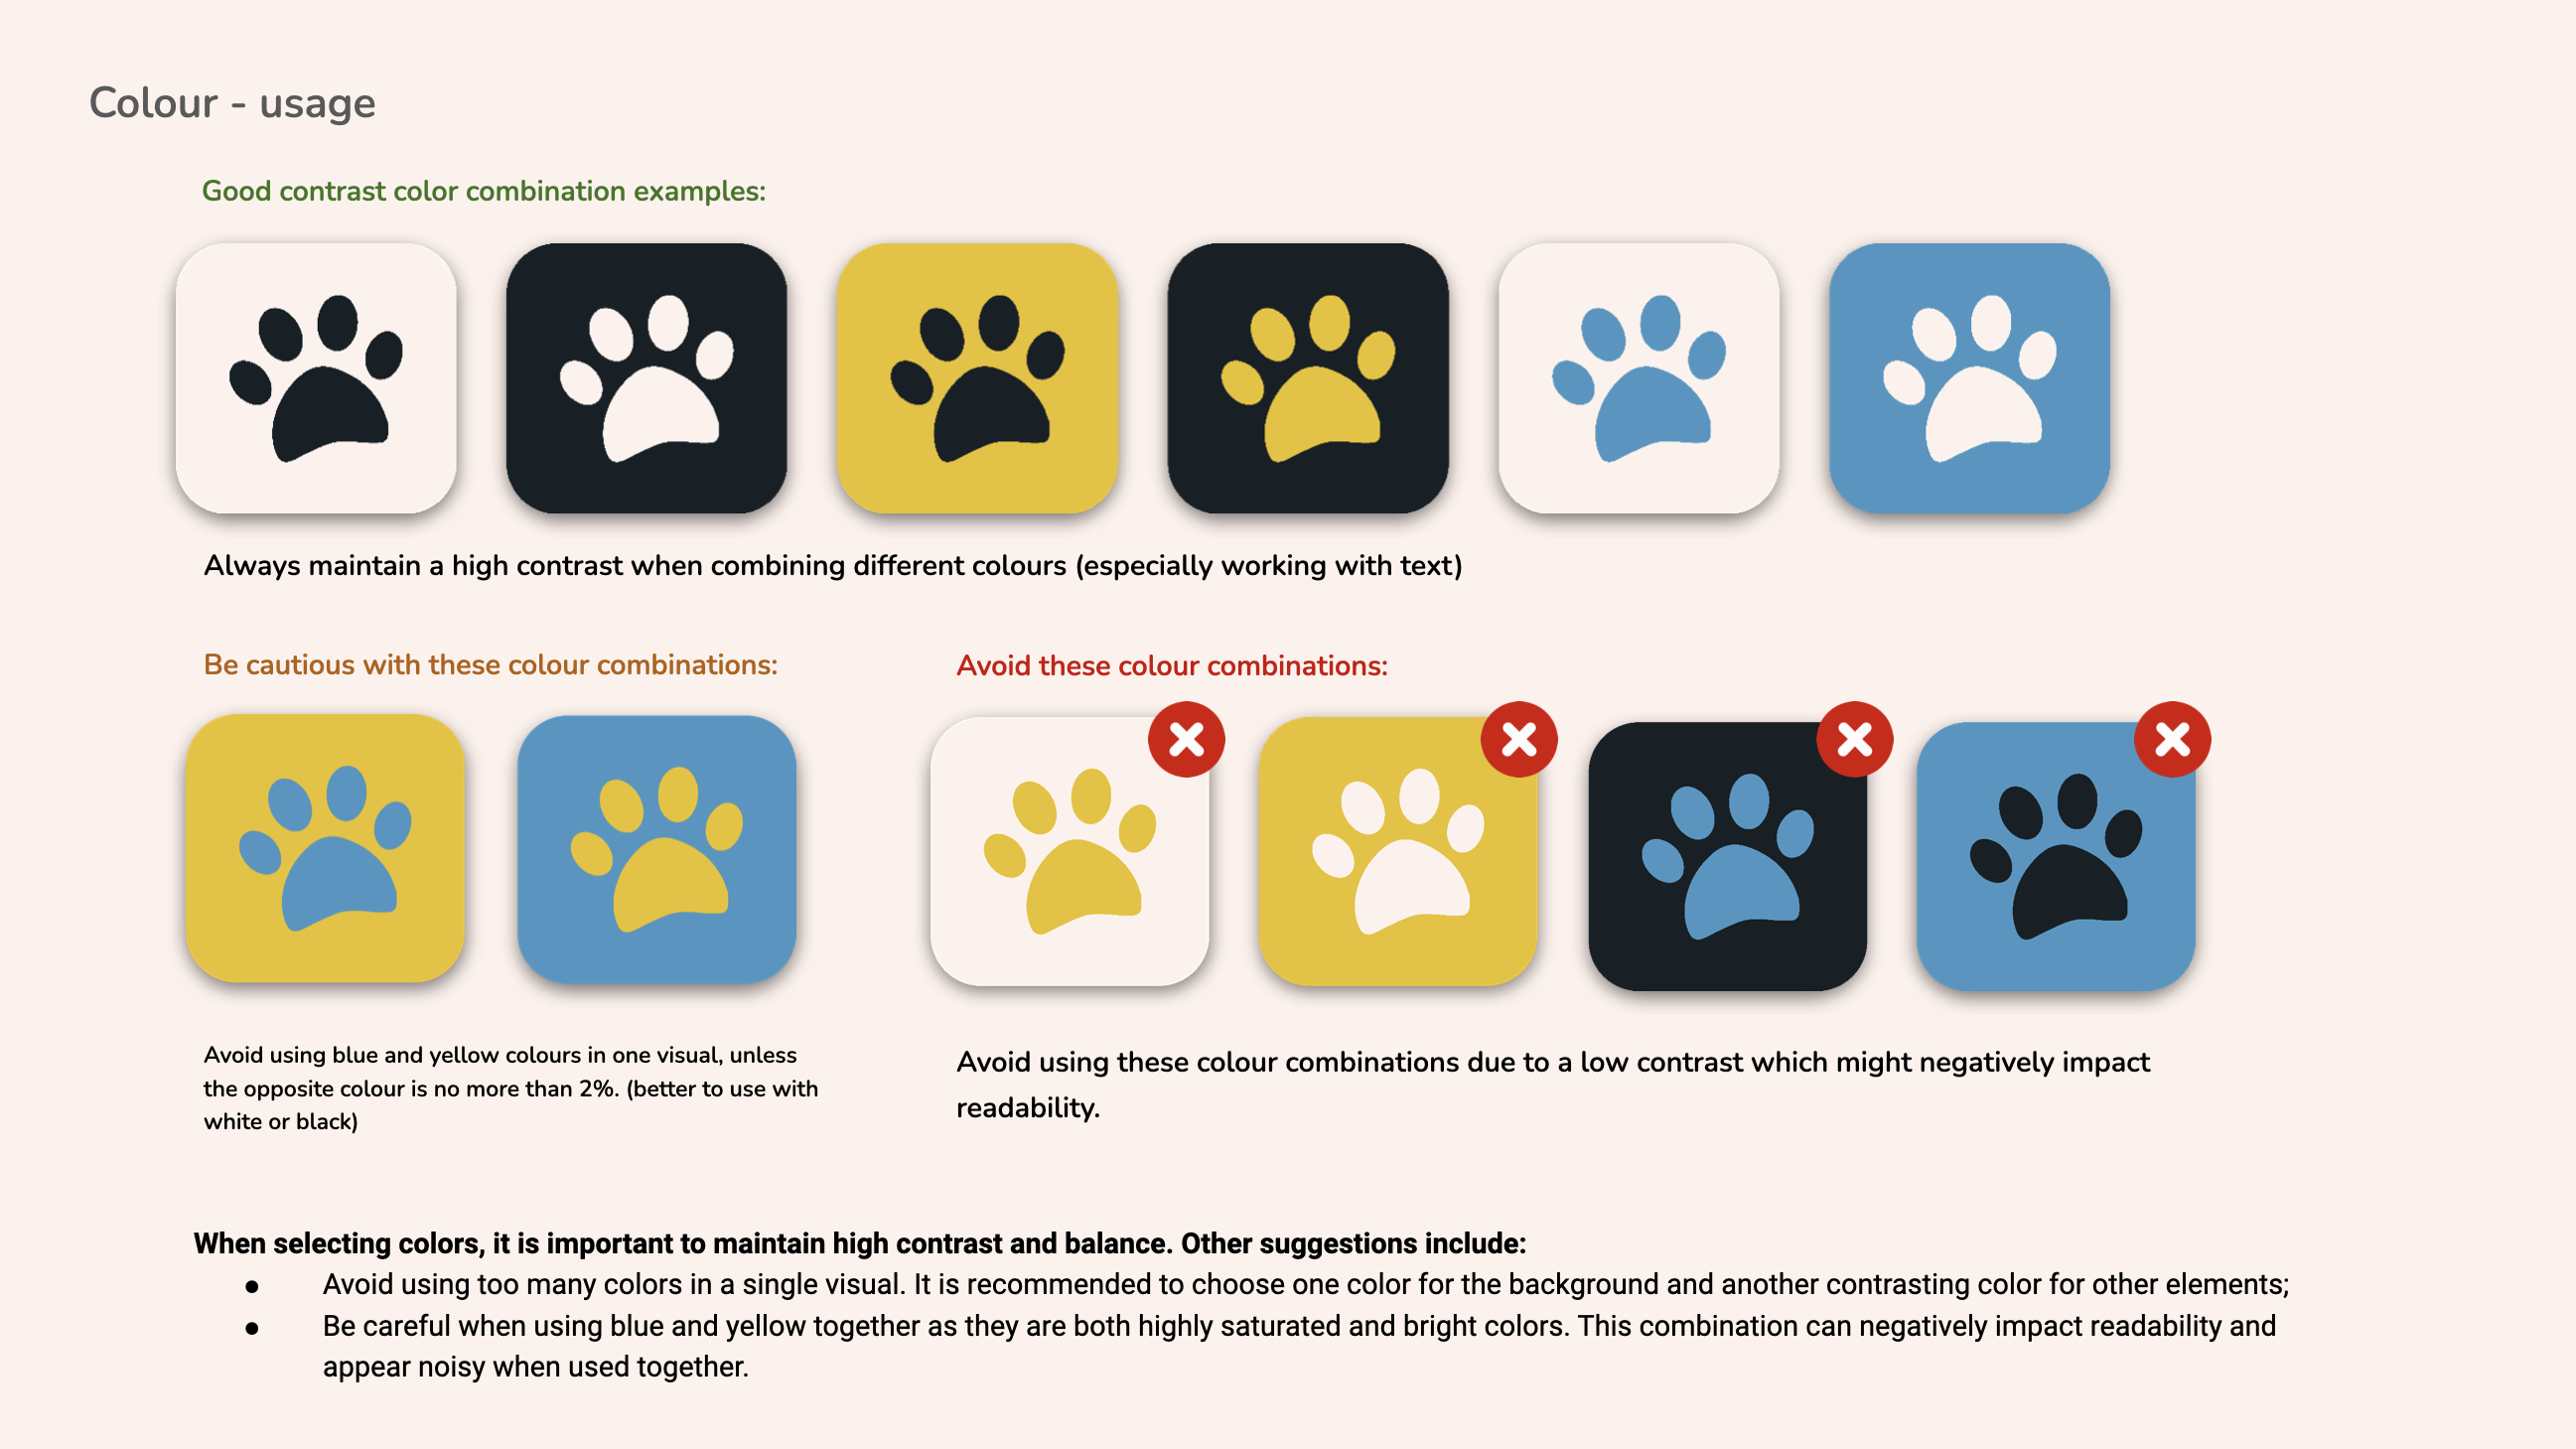 Colour - usage
Good contrast color combination examples:
Always maintain a high contrast when combining different colours (especially working with text)
Be cautious with these colour combinations:
Avoid these colour combinations:
Avoid using blue and yellow colours in one visual, unless
the opposite colour is no more than 2%. (better to use with
white or black)
Avoid using these colour combinations due to a low contrast which might negatively impact
readability.
When selecting colors, it is important to maintain high contrast and balance. Other suggestions include:
● Avoid using too many colors in a single visual. It is recommended to choose one color for the background and another contrasting color for other elements;
● Be careful when using blue and yellow together as they are both highly saturated and bright colors. This combination can negatively impact readability and
appear noisy when used together.